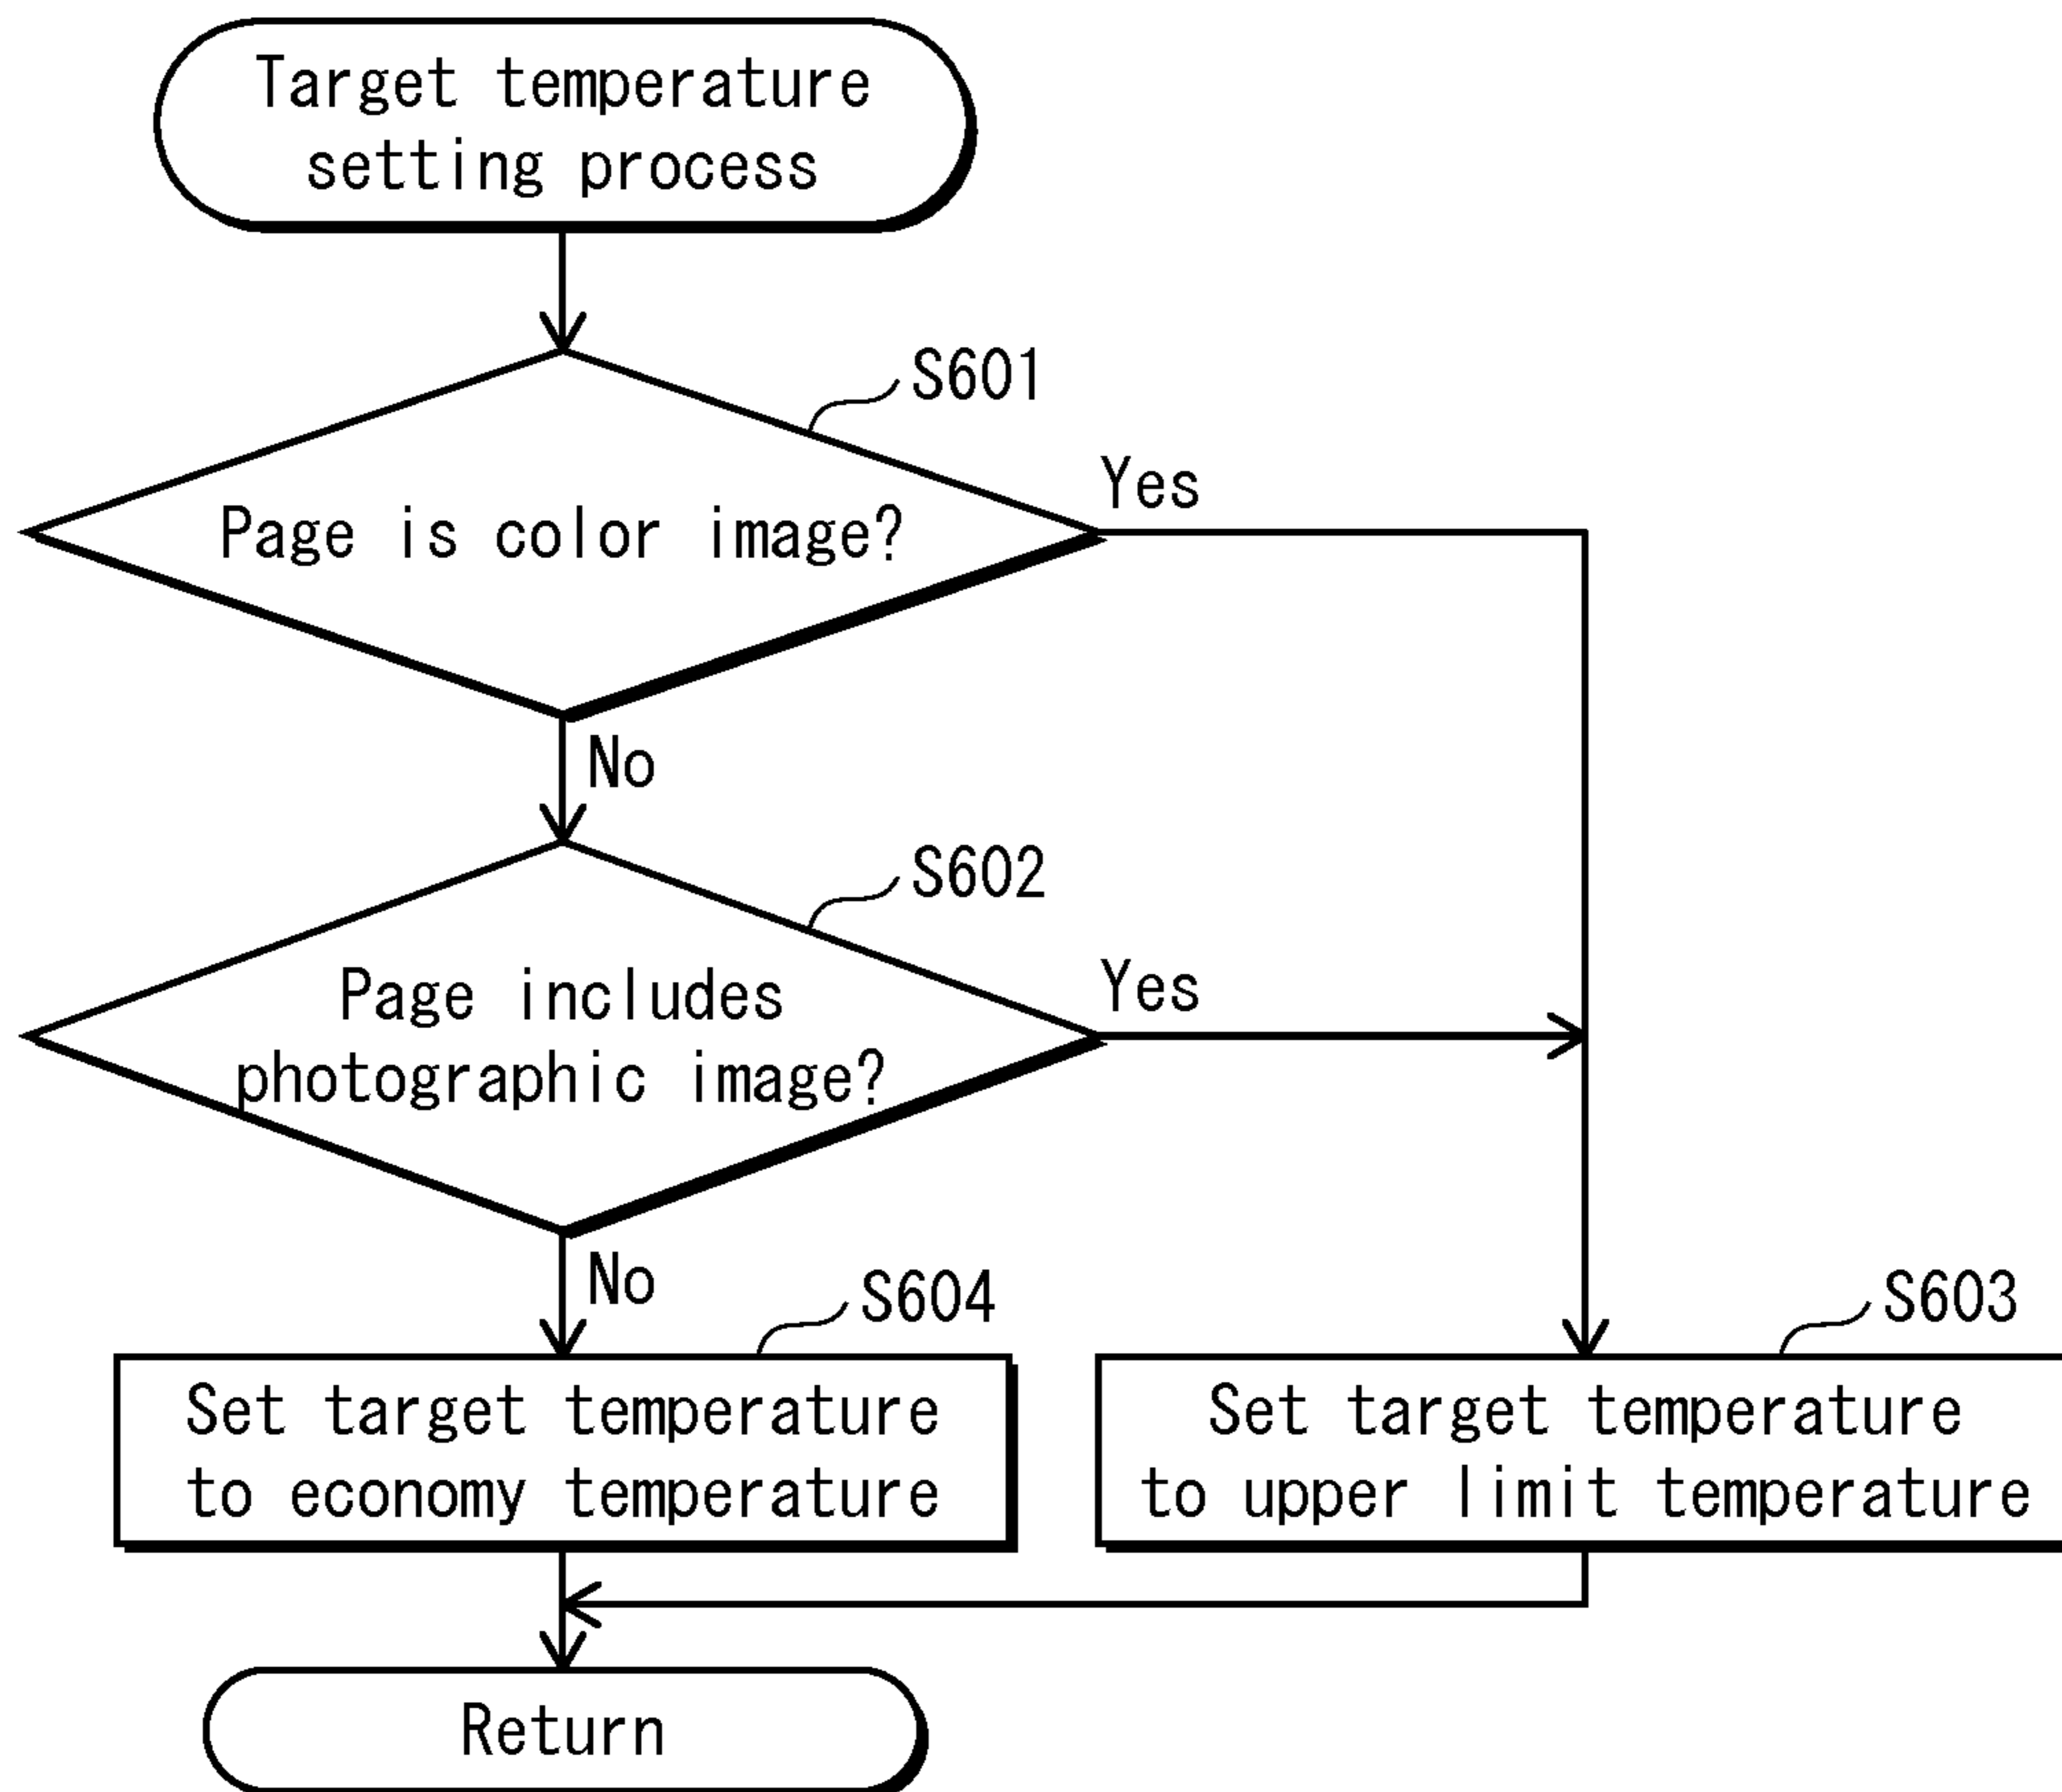 Target temperature
setting process
S601
Page is color image?
Yes
No
S602
Page includes
photographic image?
Yes
No
S604
Set target temperature
to economy temperature
S603
Set target temperature
to upper limit temperature
Return